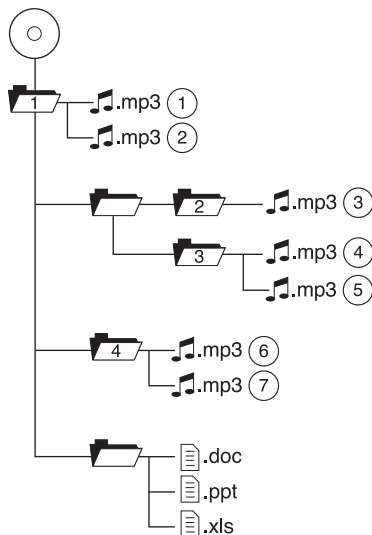 1 .mp3 1
.mp3 2
2 .mp3 3
3 .mp3 4
.mp3 5
4 .mp3 6
.mp3 7
.doc
.ppt
.xls